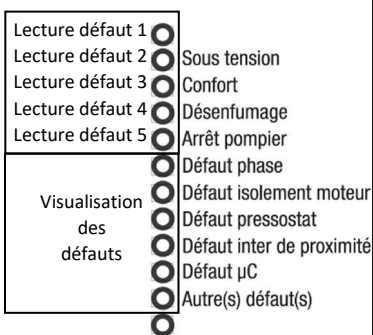 Lecture défaut 1
Lecture défaut 2
Lecture défaut 3
Lecture défaut 4
Lecture défaut 5
Sous tension
Confort
Désenfumage
Arrêt pompier
Défaut phase
Défaut isolement moteur
Défaut pressostat
Défaut inter de proximité
Défaut µC
Autre(s) défaut(s)
Visualisation
des
défauts